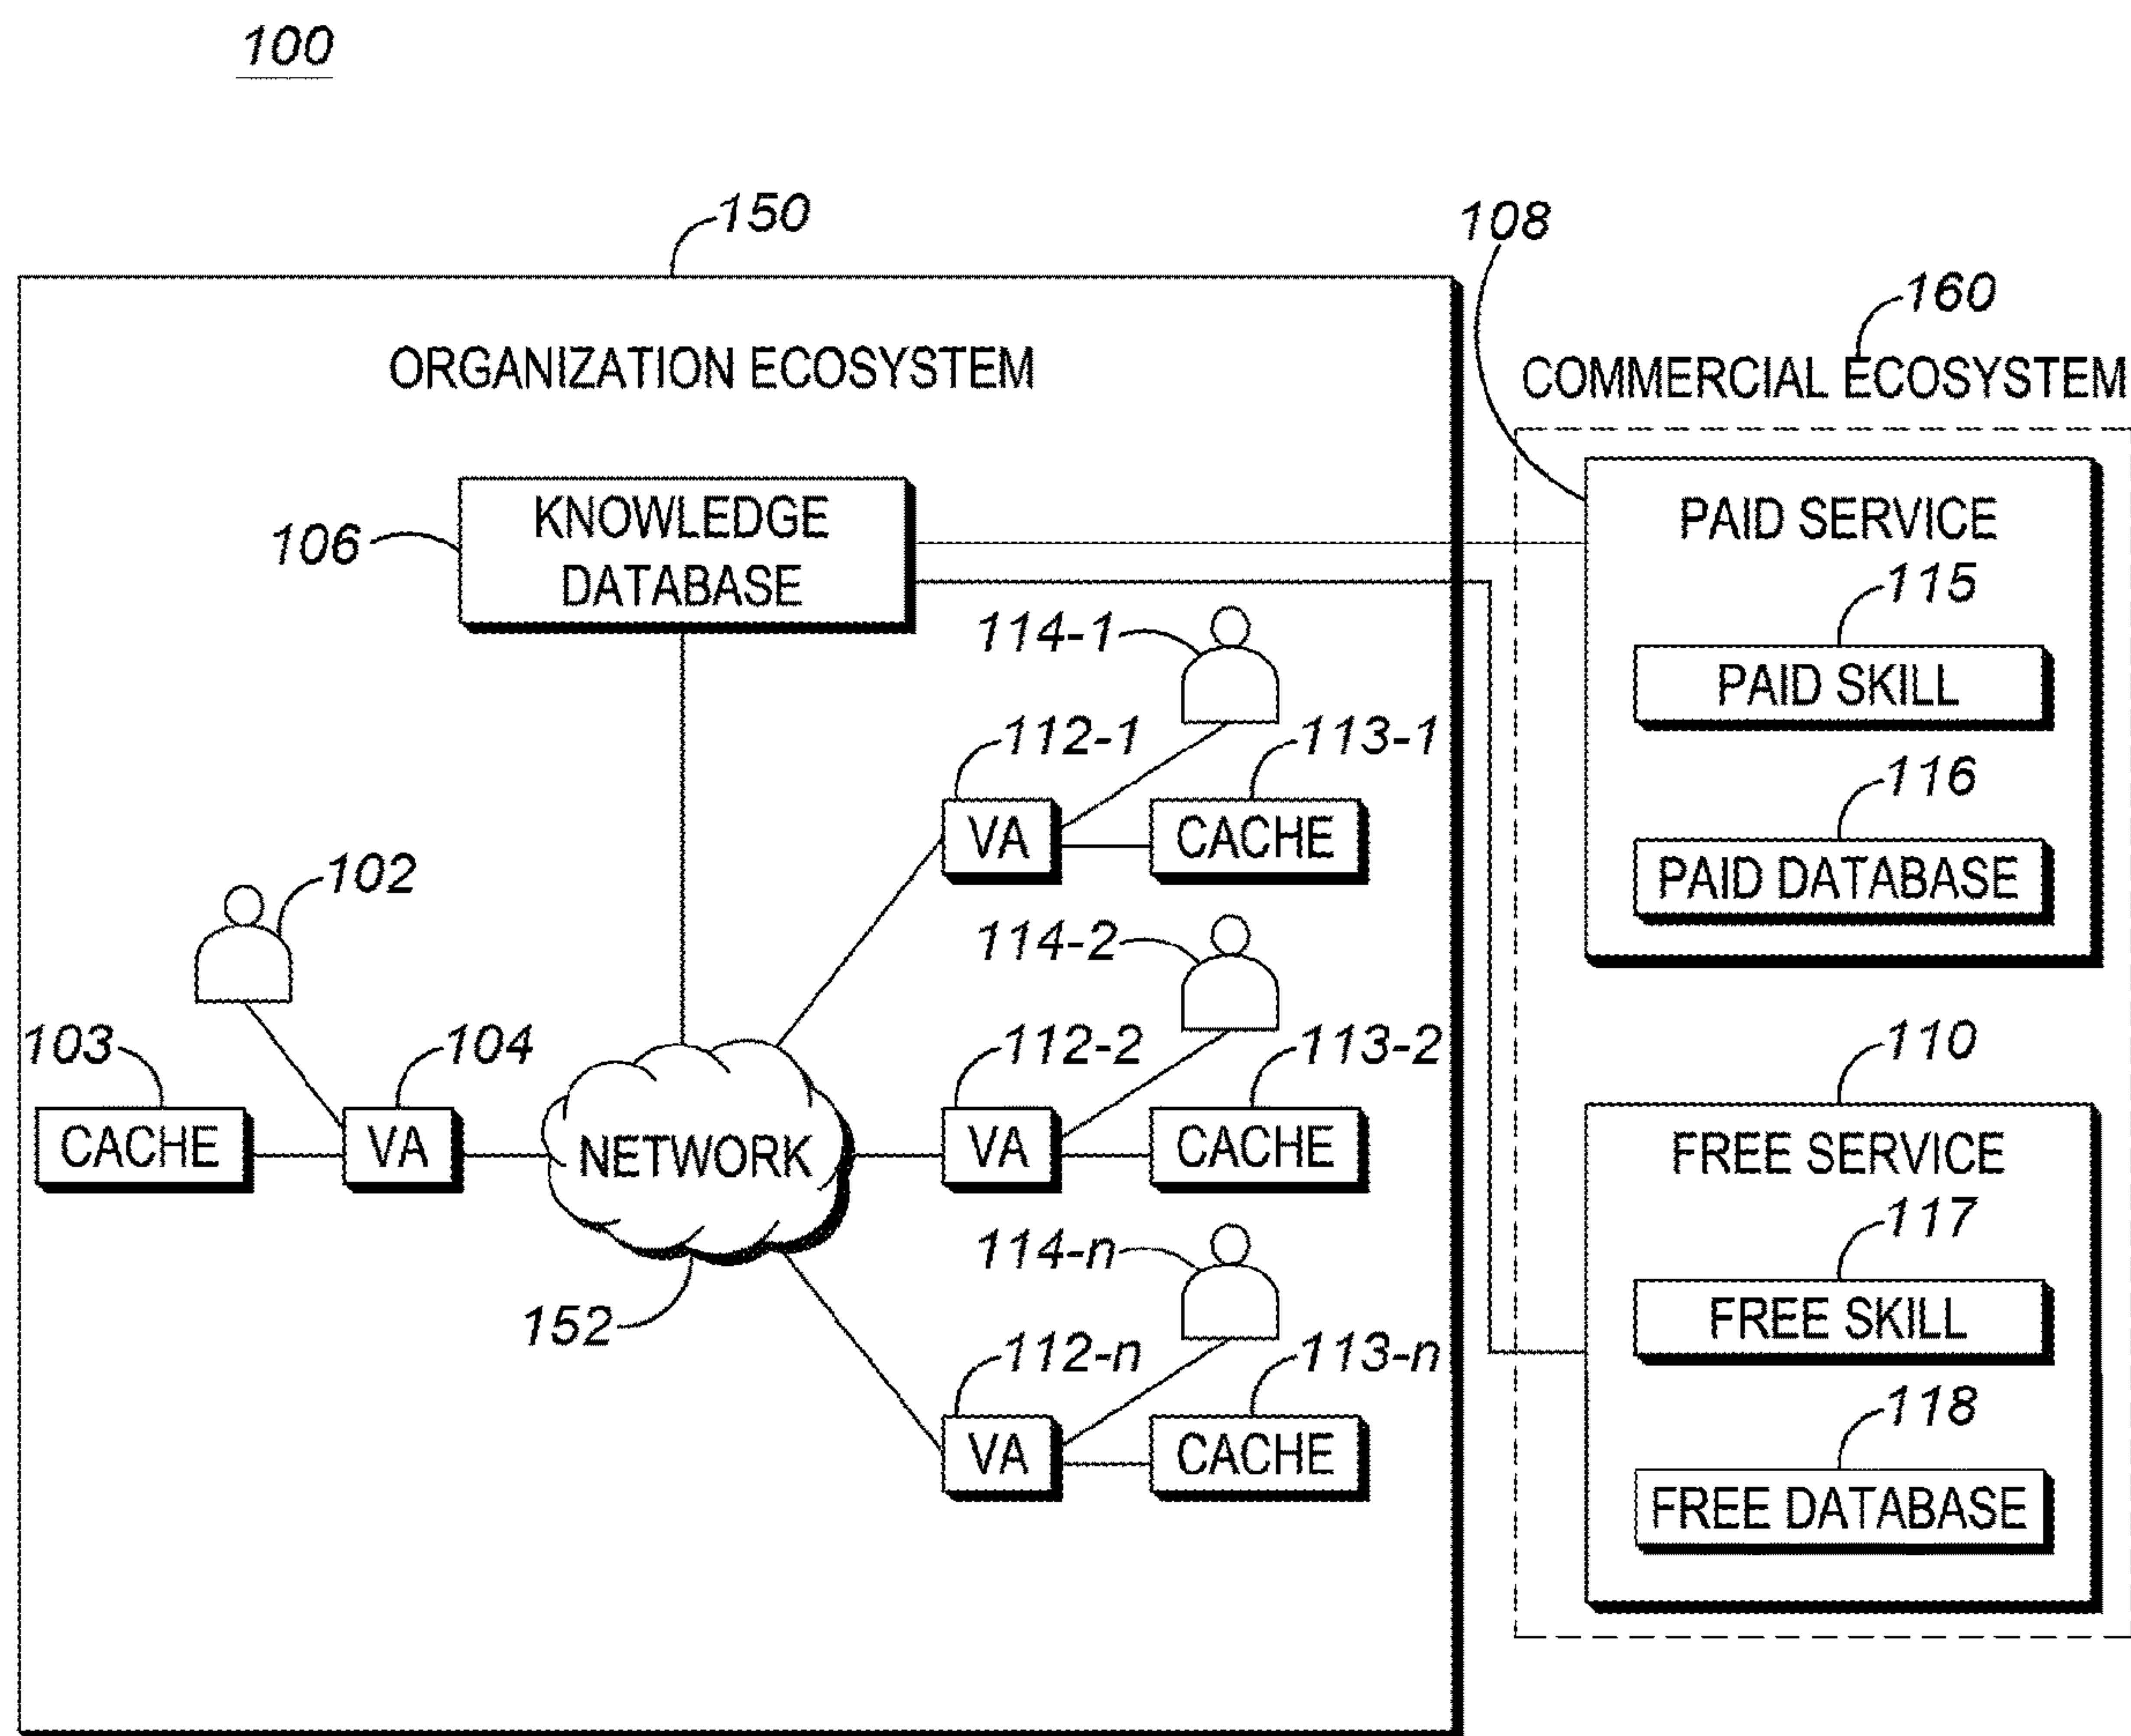 100
150
108
160
ORGANIZATION ECOSYSTEM
COMMERCIAL ECOSYSTEM
106
KNOWLEDGE
DATABASE
PAID SERVICE
115
PAID SKILL
116
PAID DATABASE
114-1
112-1
113-1
VA
CACHE
102
114-2
103
104
112-2
113-2
CACHE
VA
NETWORK
VA
CACHE
152
114-n
112-n
113-n
VA
CACHE
110
FREE SERVICE
117
FREE SKILL
118
FREE DATABASE